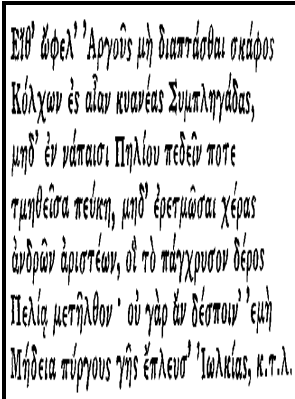 Εἴθ' ὤφελ' Ἀργοῦς μὴ διαπτάσθαι σκάφος
Κόλχων ἐς αἶαν κυανέας Συμπληγάδας,
μηδ' ἐν νάπαισι Πηλίου πεδεῖν ποτε
τμηθεῖσα πεύκη, μηδ' ἐρετμῶσαι χέρας
ἀνδρῶν ἀριστέων, οἳ τὸ πάγχρυσον δέρος
Πελίᾳ μετῆλθον · οὐ γὰρ ἂν δέσποιν' ἐμὴ
Μήδεια πύργους γῆς ἔπλευσ' Ἰωλκίας, κ.τ.λ.